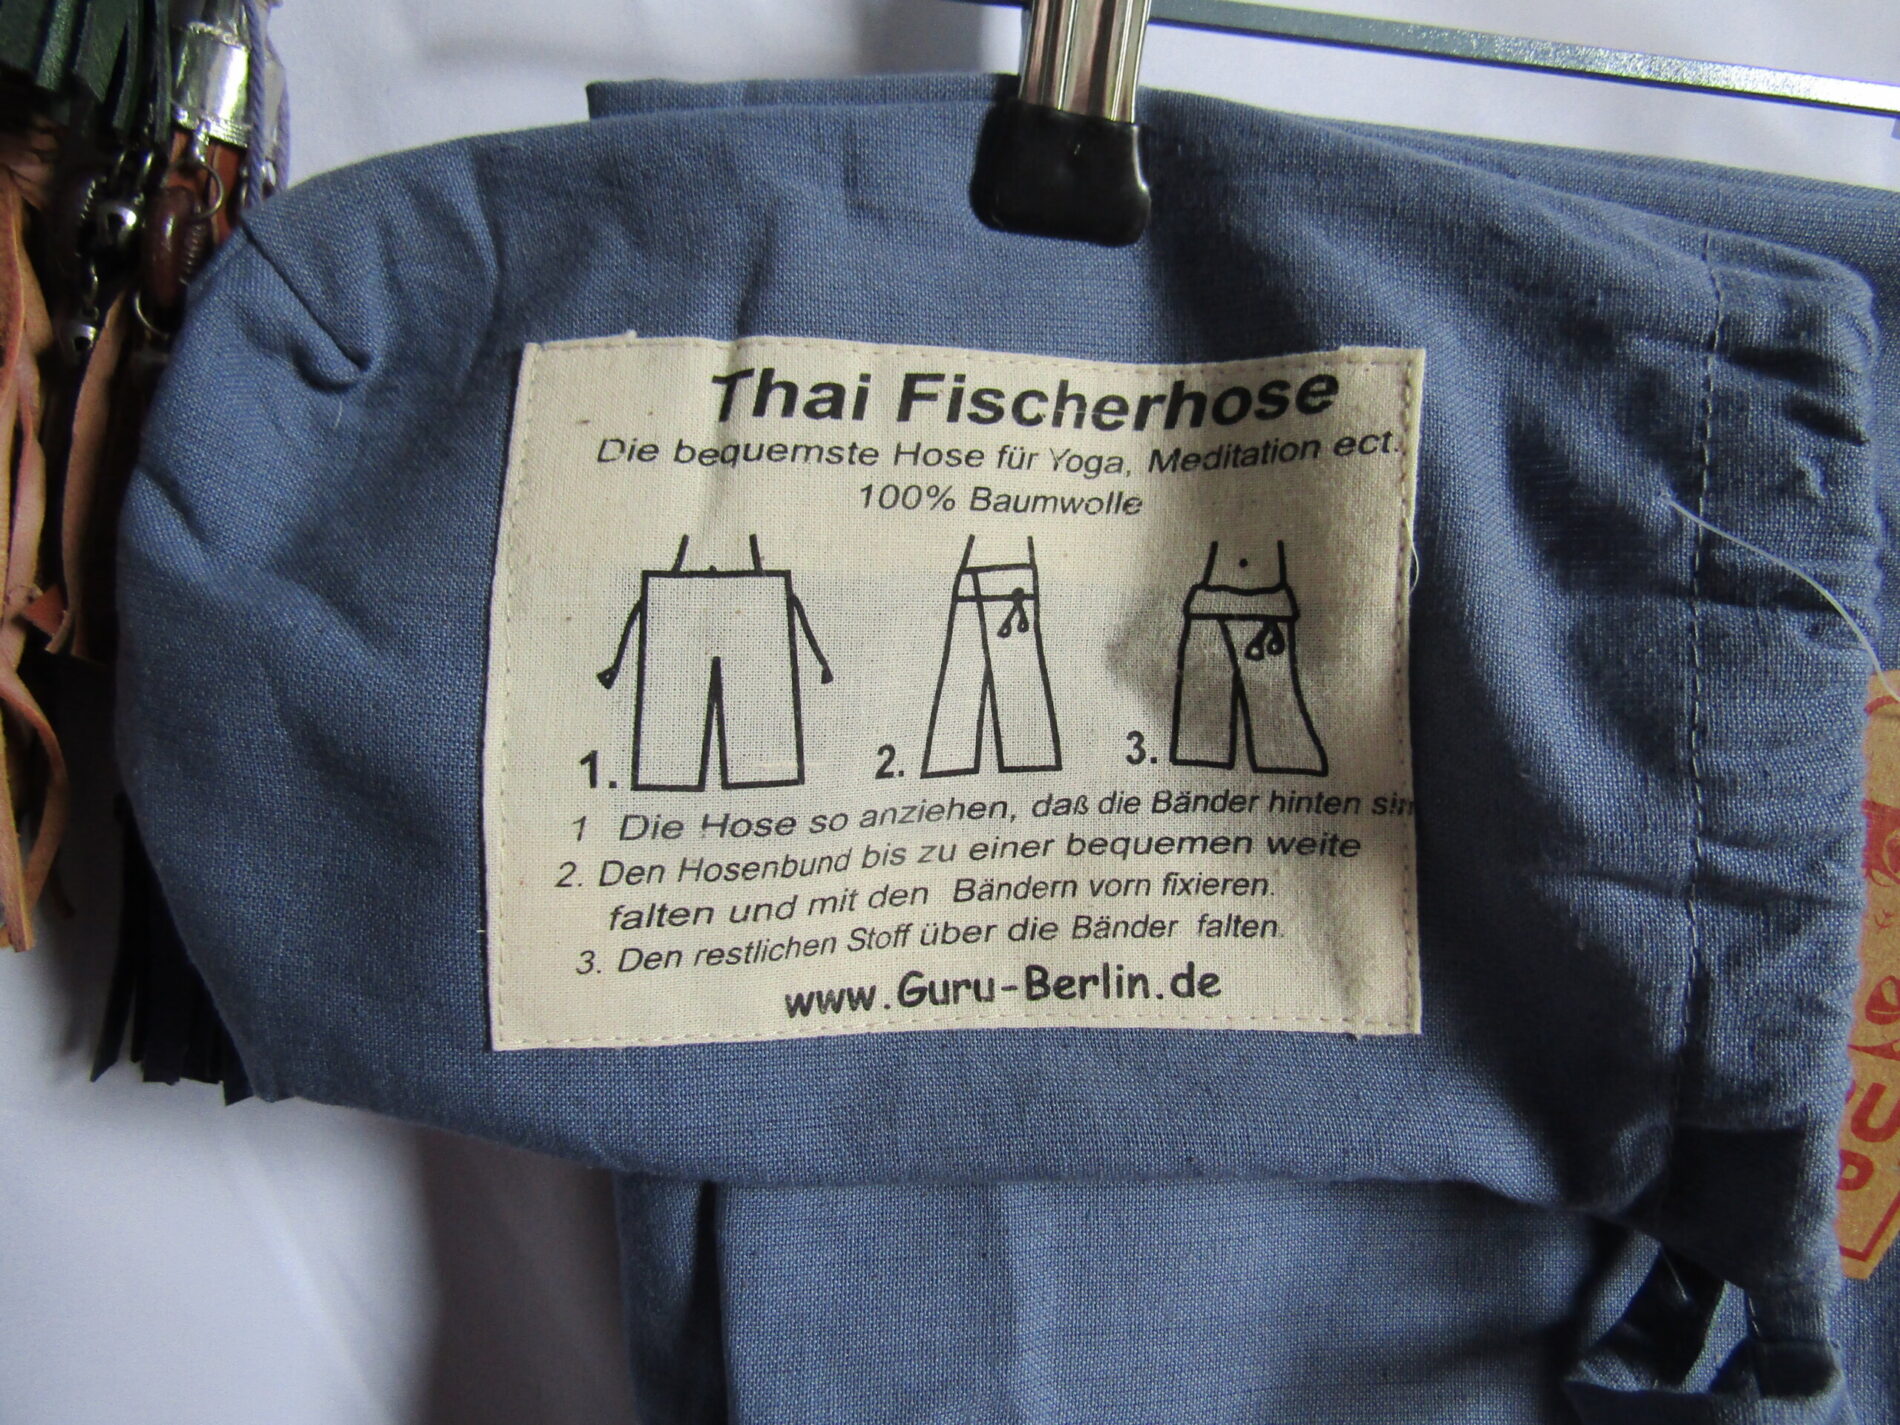 Thai Fischerhose
Die bequemste Hose für Yoga, Meditation ect.
100% Baumwolle
1. 2. 3.
1 Die Hose so anziehen, daß die Bänder hinten sin
2. Den Hosenbund bis zu einer bequemen weite
falten und mit den Bändern vorn fixieren.
3. Den restlichen Stoff über die Bänder falten.
www.Guru-Berlin.de